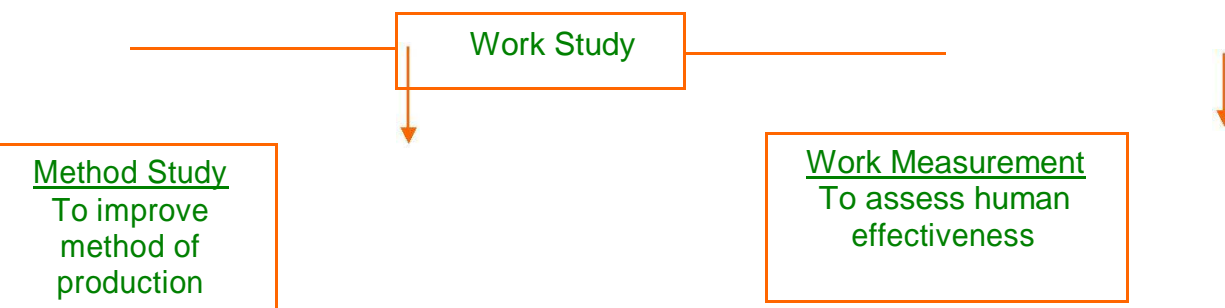 Work Study
Method Study
To improve
method of
production
Work Measurement
To assess human
effectiveness